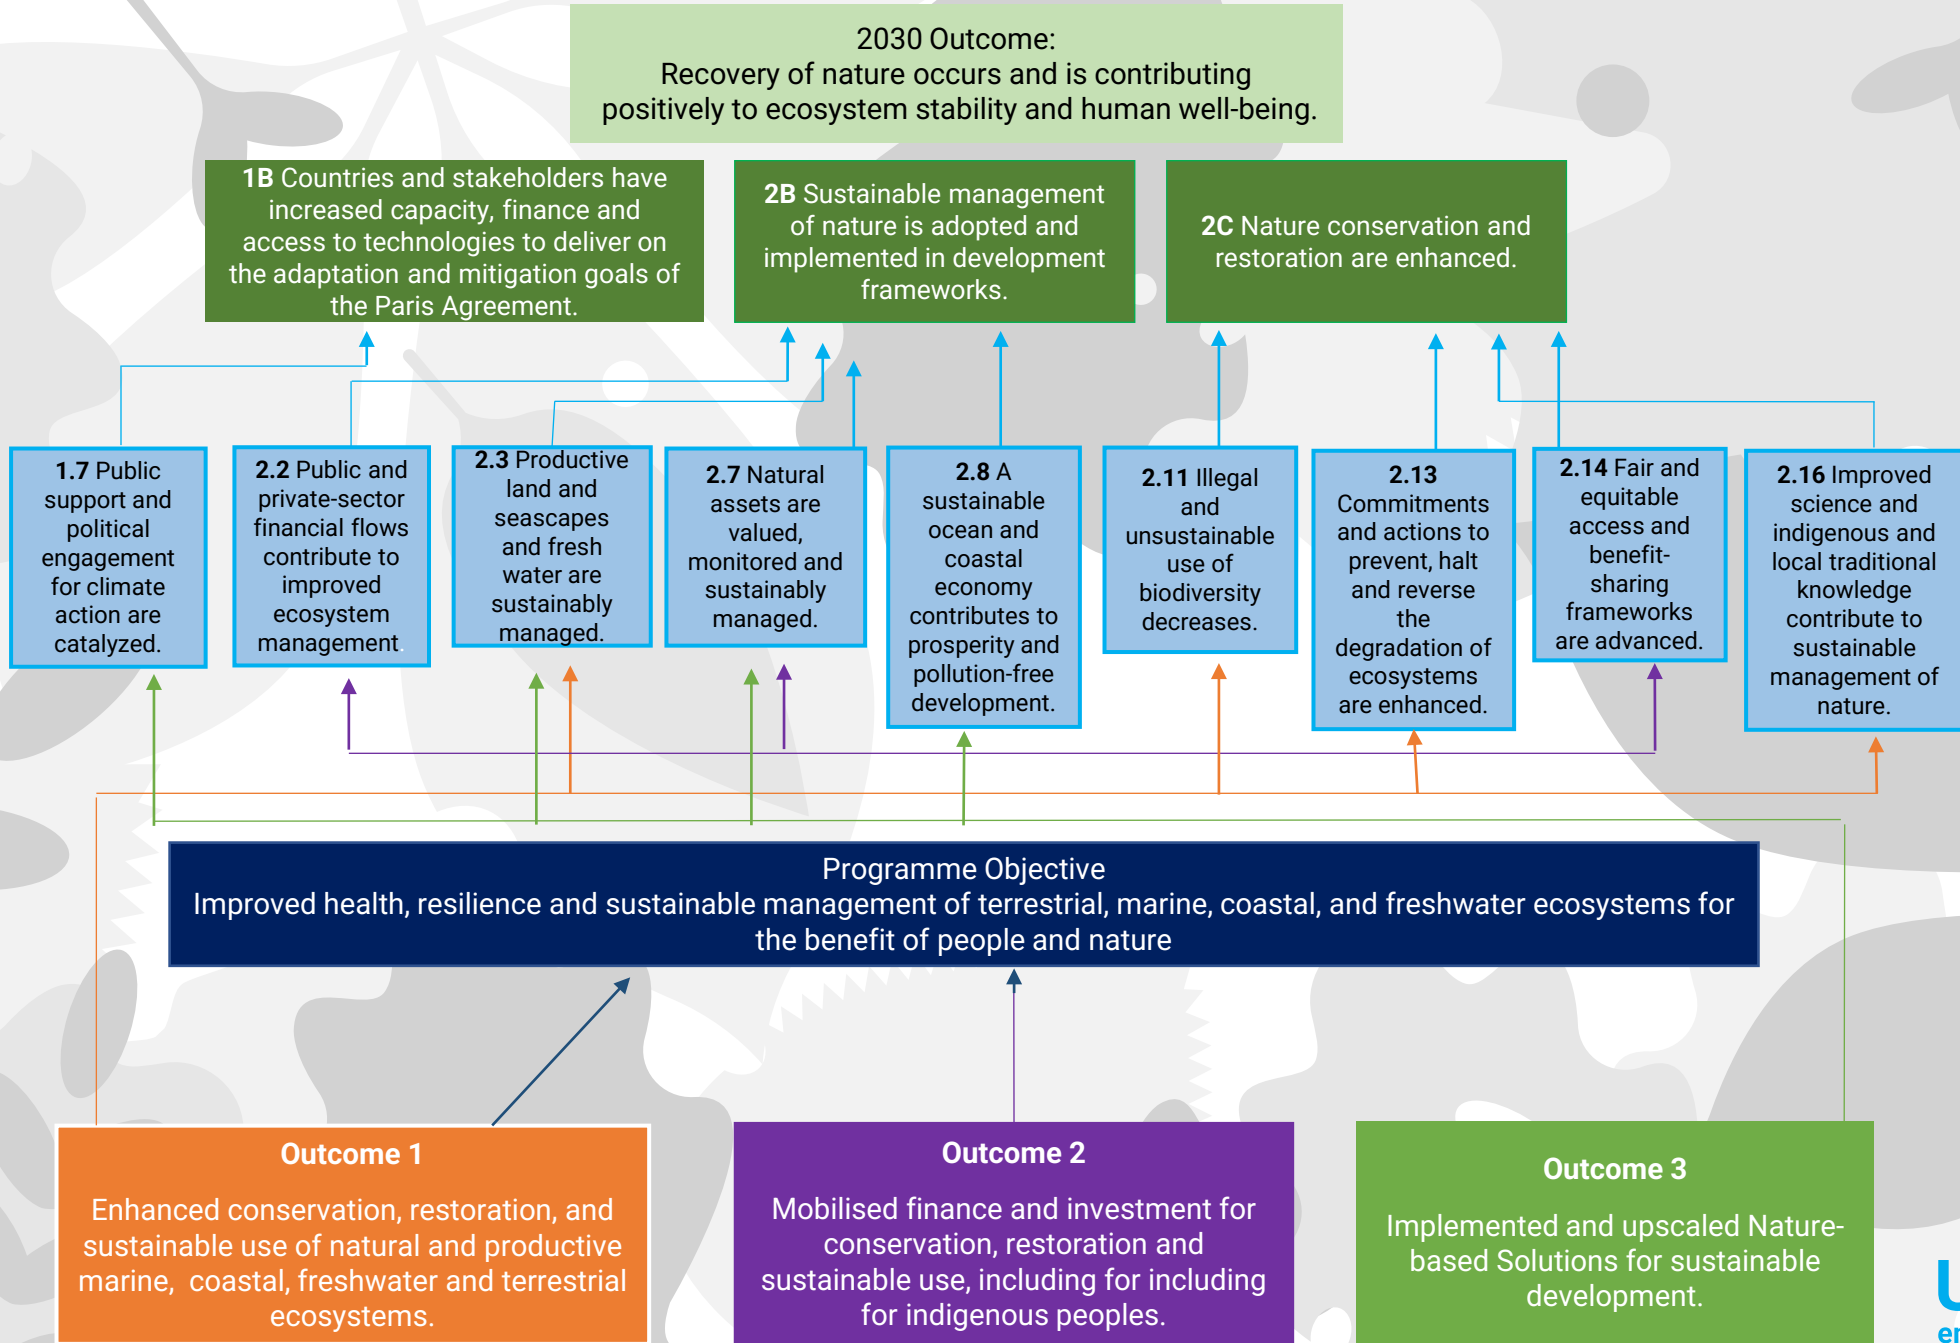 2030 Outcome:
Recovery of nature occurs and is contributing
positively to ecosystem stability and human well-being.
1B Countries and stakeholders have
increased capacity, finance and
access to technologies to deliver on
the adaptation and mitigation goals of
the Paris Agreement.
2B Sustainable management
of nature is adopted and
implemented in development
frameworks.
2C Nature conservation and
restoration are enhanced.
1.7 Public
support and
political
engagement
for climate
action are
catalyzed.
2.2 Public and
private-sector
financial flows
contribute to
improved
ecosystem
management.
2.3 Productive
land and
seascapes
and fresh
water are
sustainably
managed.
2.7 Natural
assets are
valued,
monitored and
sustainably
managed.
2.8 A
sustainable
ocean and
coastal
economy
contributes to
prosperity and
pollution-free
development.
2.11 Illegal
and
unsustainable
use of
biodiversity
decreases.
2.13
Commitments
and actions to
prevent, halt
and reverse
the
degradation of
ecosystems
are enhanced.
2.14 Fair and
equitable
access and
benefit-
sharing
frameworks
are advanced.
2.16 Improved
science and
indigenous and
local traditional
knowledge
contribute to
sustainable
management of
nature.
Programme Objective
Improved health, resilience and sustainable management of terrestrial, marine, coastal, and freshwater ecosystems for
the benefit of people and nature
Outcome 1
Enhanced conservation, restoration, and
sustainable use of natural and productive
marine, coastal, freshwater and terrestrial
ecosystems.
Outcome 2
Mobilised finance and investment for
conservation, restoration and
sustainable use, including for including
for indigenous peoples.
Outcome 3
Implemented and upscaled Nature-
based Solutions for sustainable
development.